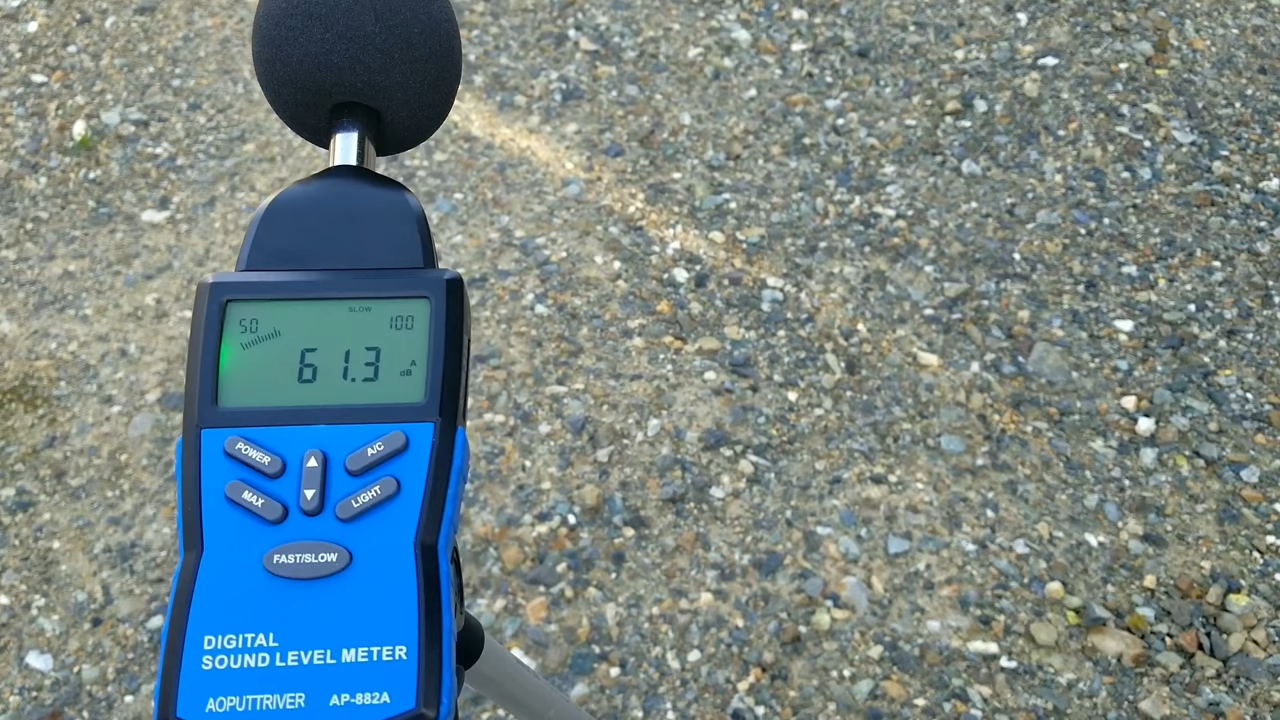 SLOW
50 100
61.3 A
dB
POWER ▲ A/C
MAX ▼ LIGHT
FAST/SLOW
DIGITAL
SOUND LEVEL METER
AOPUTTRIVER AP-882A